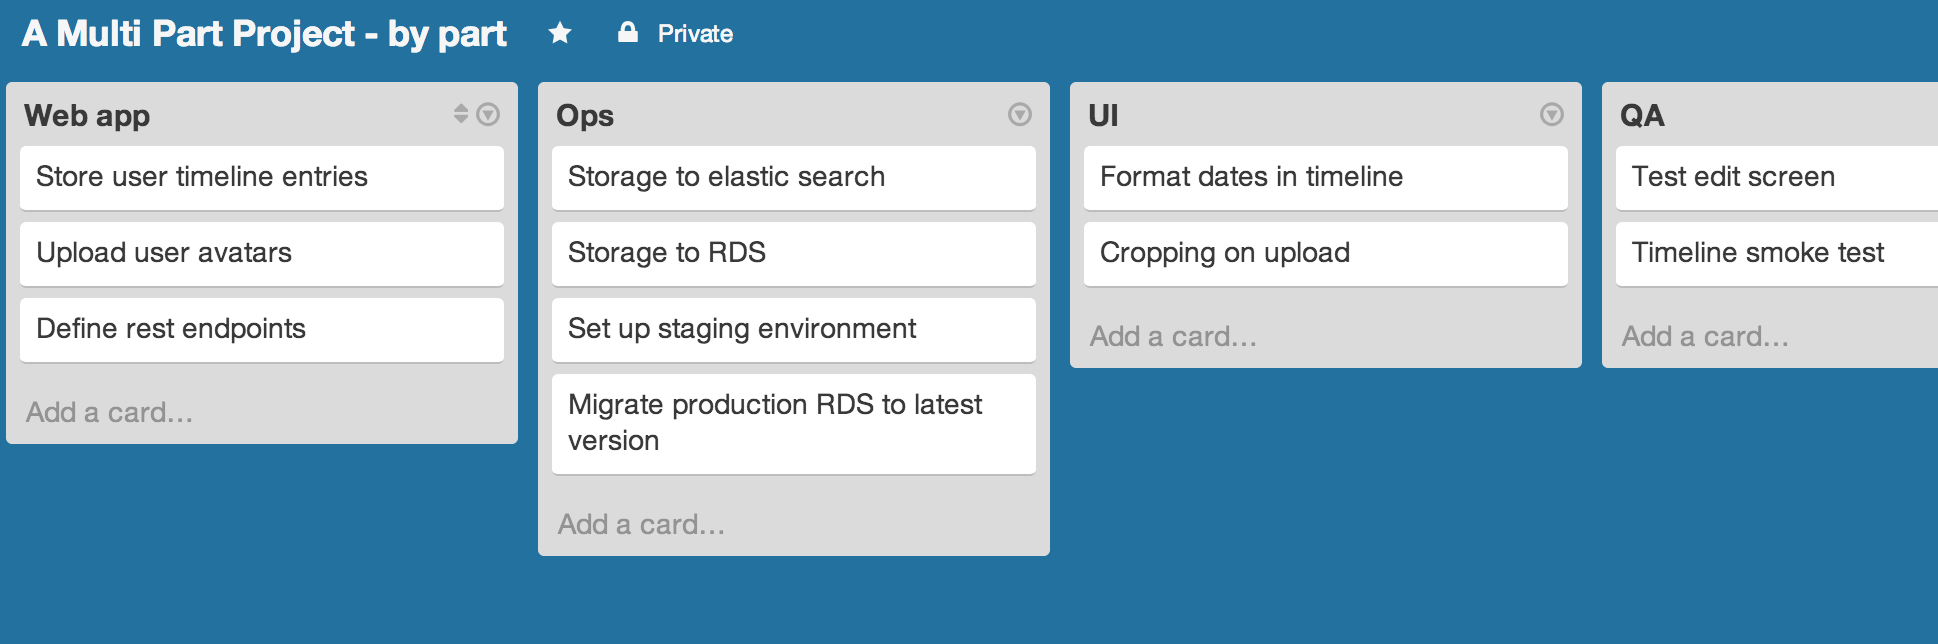 A Multi Part Project - by part
Private
Web app
Store user timeline entries
Upload user avatars
Define rest endpoints
Add a card...
Ops
Storage to elastic search
Storage to RDS
Set up staging environment
Migrate production RDS to latest
version
Add a card...
UI
Format dates in timeline
Cropping on upload
Add a card...
QA
Test edit screen
Timeline smoke test
Add a card...